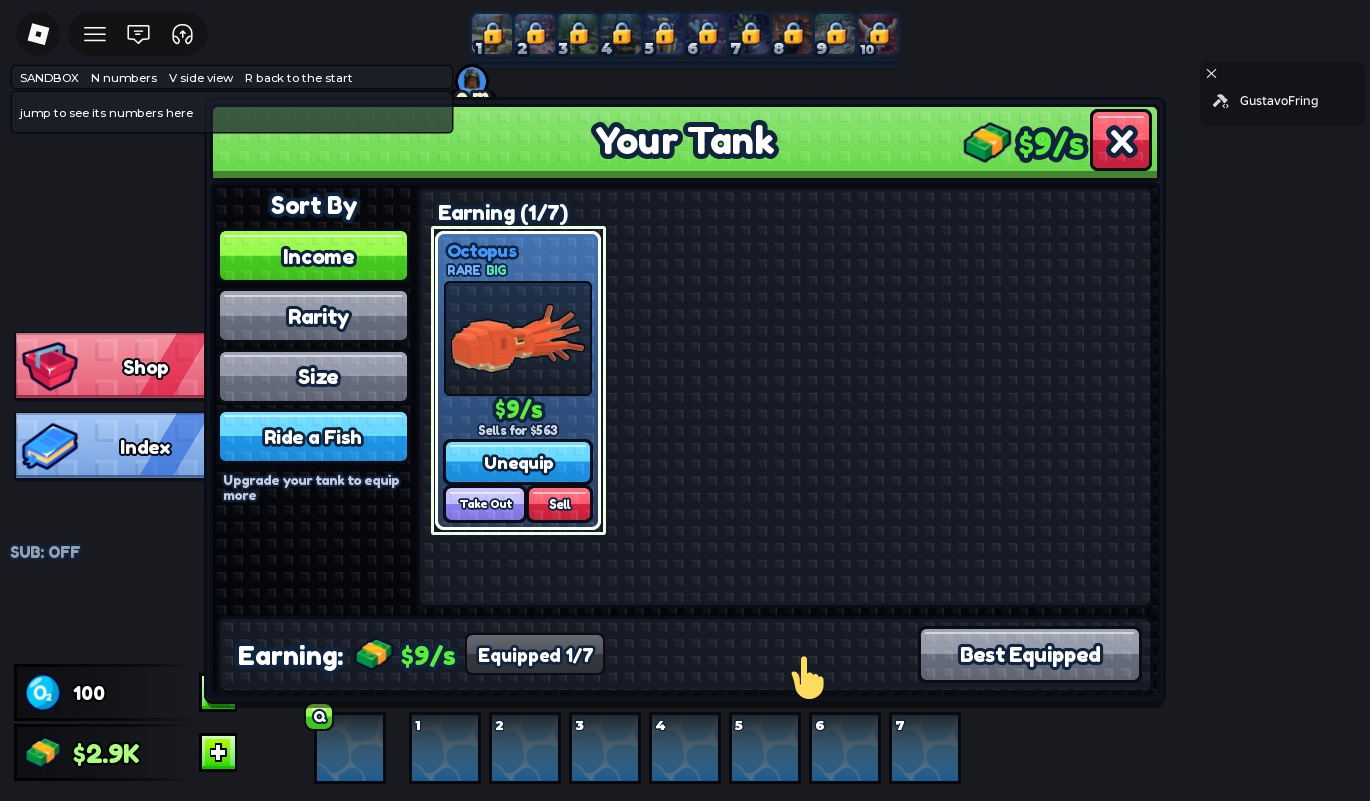 1 2 3 4 5 6 7 8 9 10
SANDBOX N numbers V side view R back to the start
jump to see its numbers here
GustavoFring
Your Tank
$9/s
Sort By
Income
Rarity
Size
Ride a Fish
Upgrade your tank to equip
more
Earning (1/7)
Octopus
RARE BIG
$9/s
Sells for $563
Unequip
Take Out
Sell
Shop
Index
SUB: OFF
Earning: $9/s
Equipped 1/7
Best Equipped
O2 100
$2.9K
Q
1 2 3 4 5 6 7